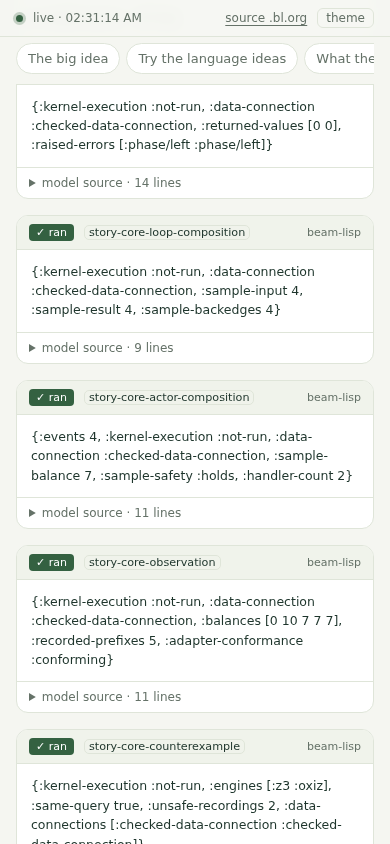 live · 02:31:14 AM source .bl.org theme
The big idea Try the language ideas What the
{:kernel-execution :not-run, :data-connection
:checked-data-connection, :returned-values [0 0],
:raised-errors [:phase/left :phase/left]}
▶ model source · 14 lines
✓ ran story-core-loop-composition beam-lisp
{:kernel-execution :not-run, :data-connection
:checked-data-connection, :sample-input 4,
:sample-result 4, :sample-backedges 4}
▶ model source · 9 lines
✓ ran story-core-actor-composition beam-lisp
{:events 4, :kernel-execution :not-run, :data-
connection :checked-data-connection, :sample-
balance 7, :sample-safety :holds, :handler-count 2}
▶ model source · 11 lines
✓ ran story-core-observation beam-lisp
{:kernel-execution :not-run, :data-connection
:checked-data-connection, :balances [0 10 7 7 7],
:recorded-prefixes 5, :adapter-conformance
:conforming}
▶ model source · 11 lines
✓ ran story-core-counterexample beam-lisp
{:kernel-execution :not-run, :engines [:z3 :oxiz],
:same-query true, :unsafe-recordings 2, :data-
connections [:checked-data-connection :checked-
data-connection]}